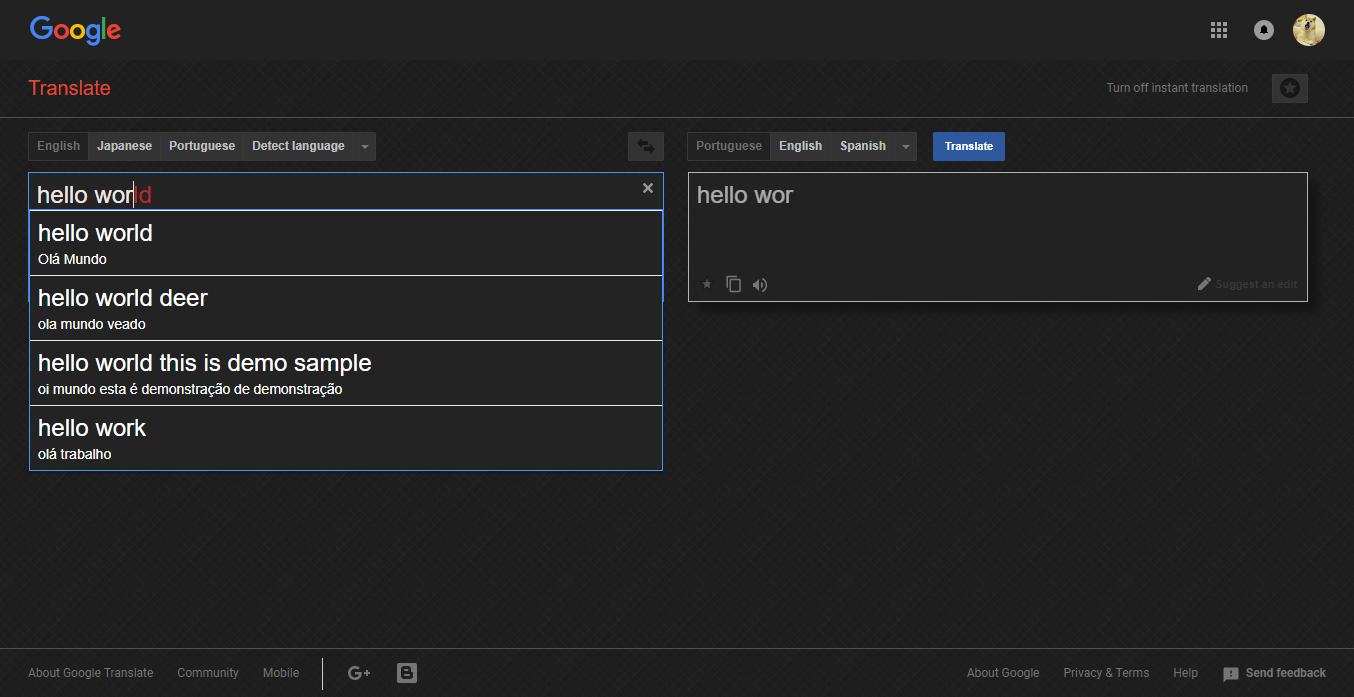 Google
Translate
Turn off instant translation
English Japanese Portuguese Detect language
Portuguese English Spanish Translate
hello world
hello world
Olá Mundo
hello world deer
ola mundo veado
hello world this is demo sample
oi mundo esta é demonstração de demonstração
hello work
olá trabalho
hello wor
Suggest an edit
About Google Translate Community Mobile G+ B
About Google Privacy & Terms Help Send feedback